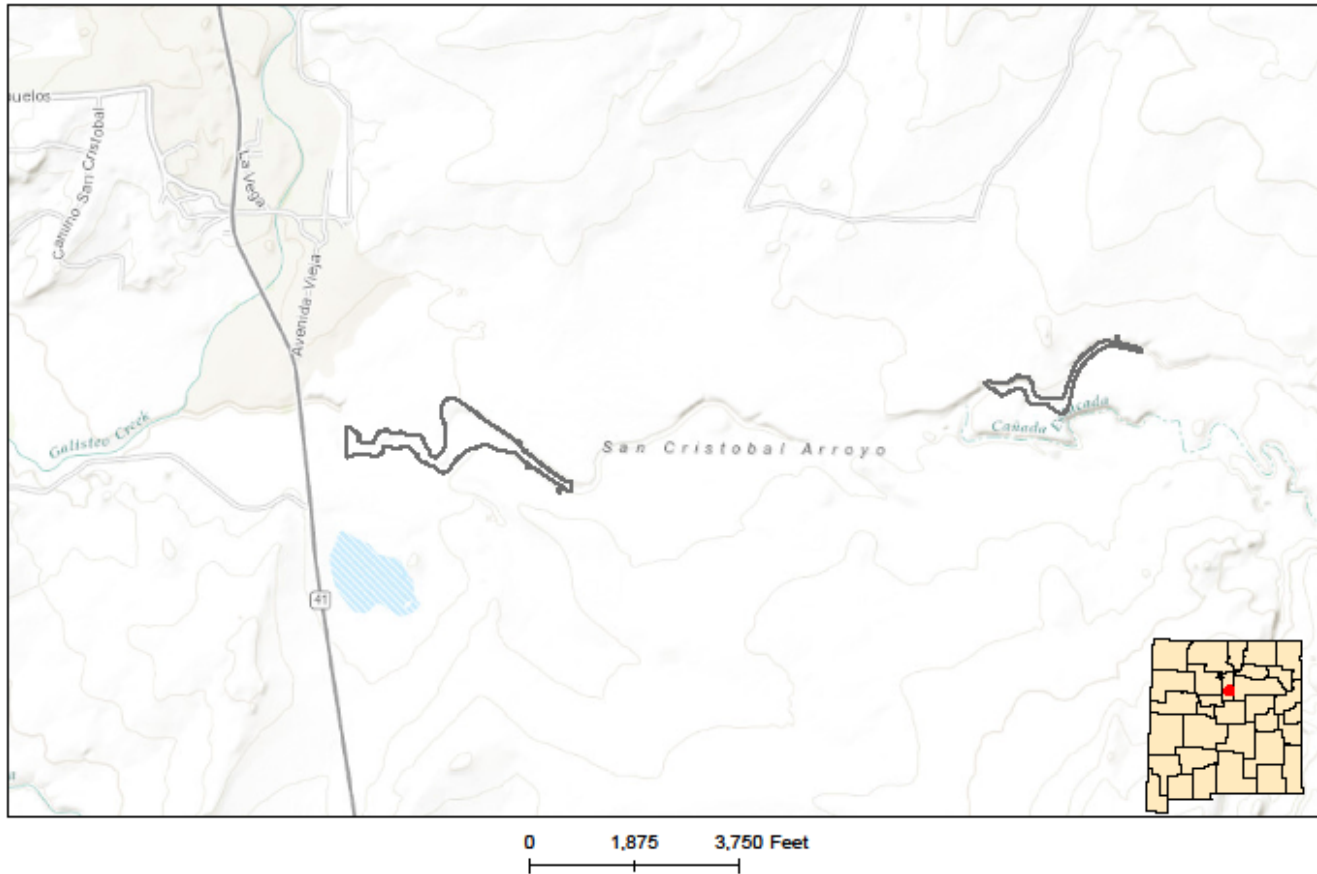 buelos
Camino San Cristobal
La Vega
Avenida Vieja
Galisteo Creek
San Cristobal Arroyo
Cañada
41
0 1,875 3,750 Feet